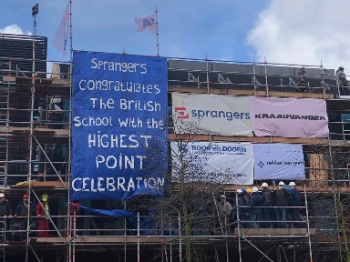 Sprangers
congratulates
The British
School with the
HIGHEST
POINT
CELEBRATION
sprangers
KRAAIJVANGER